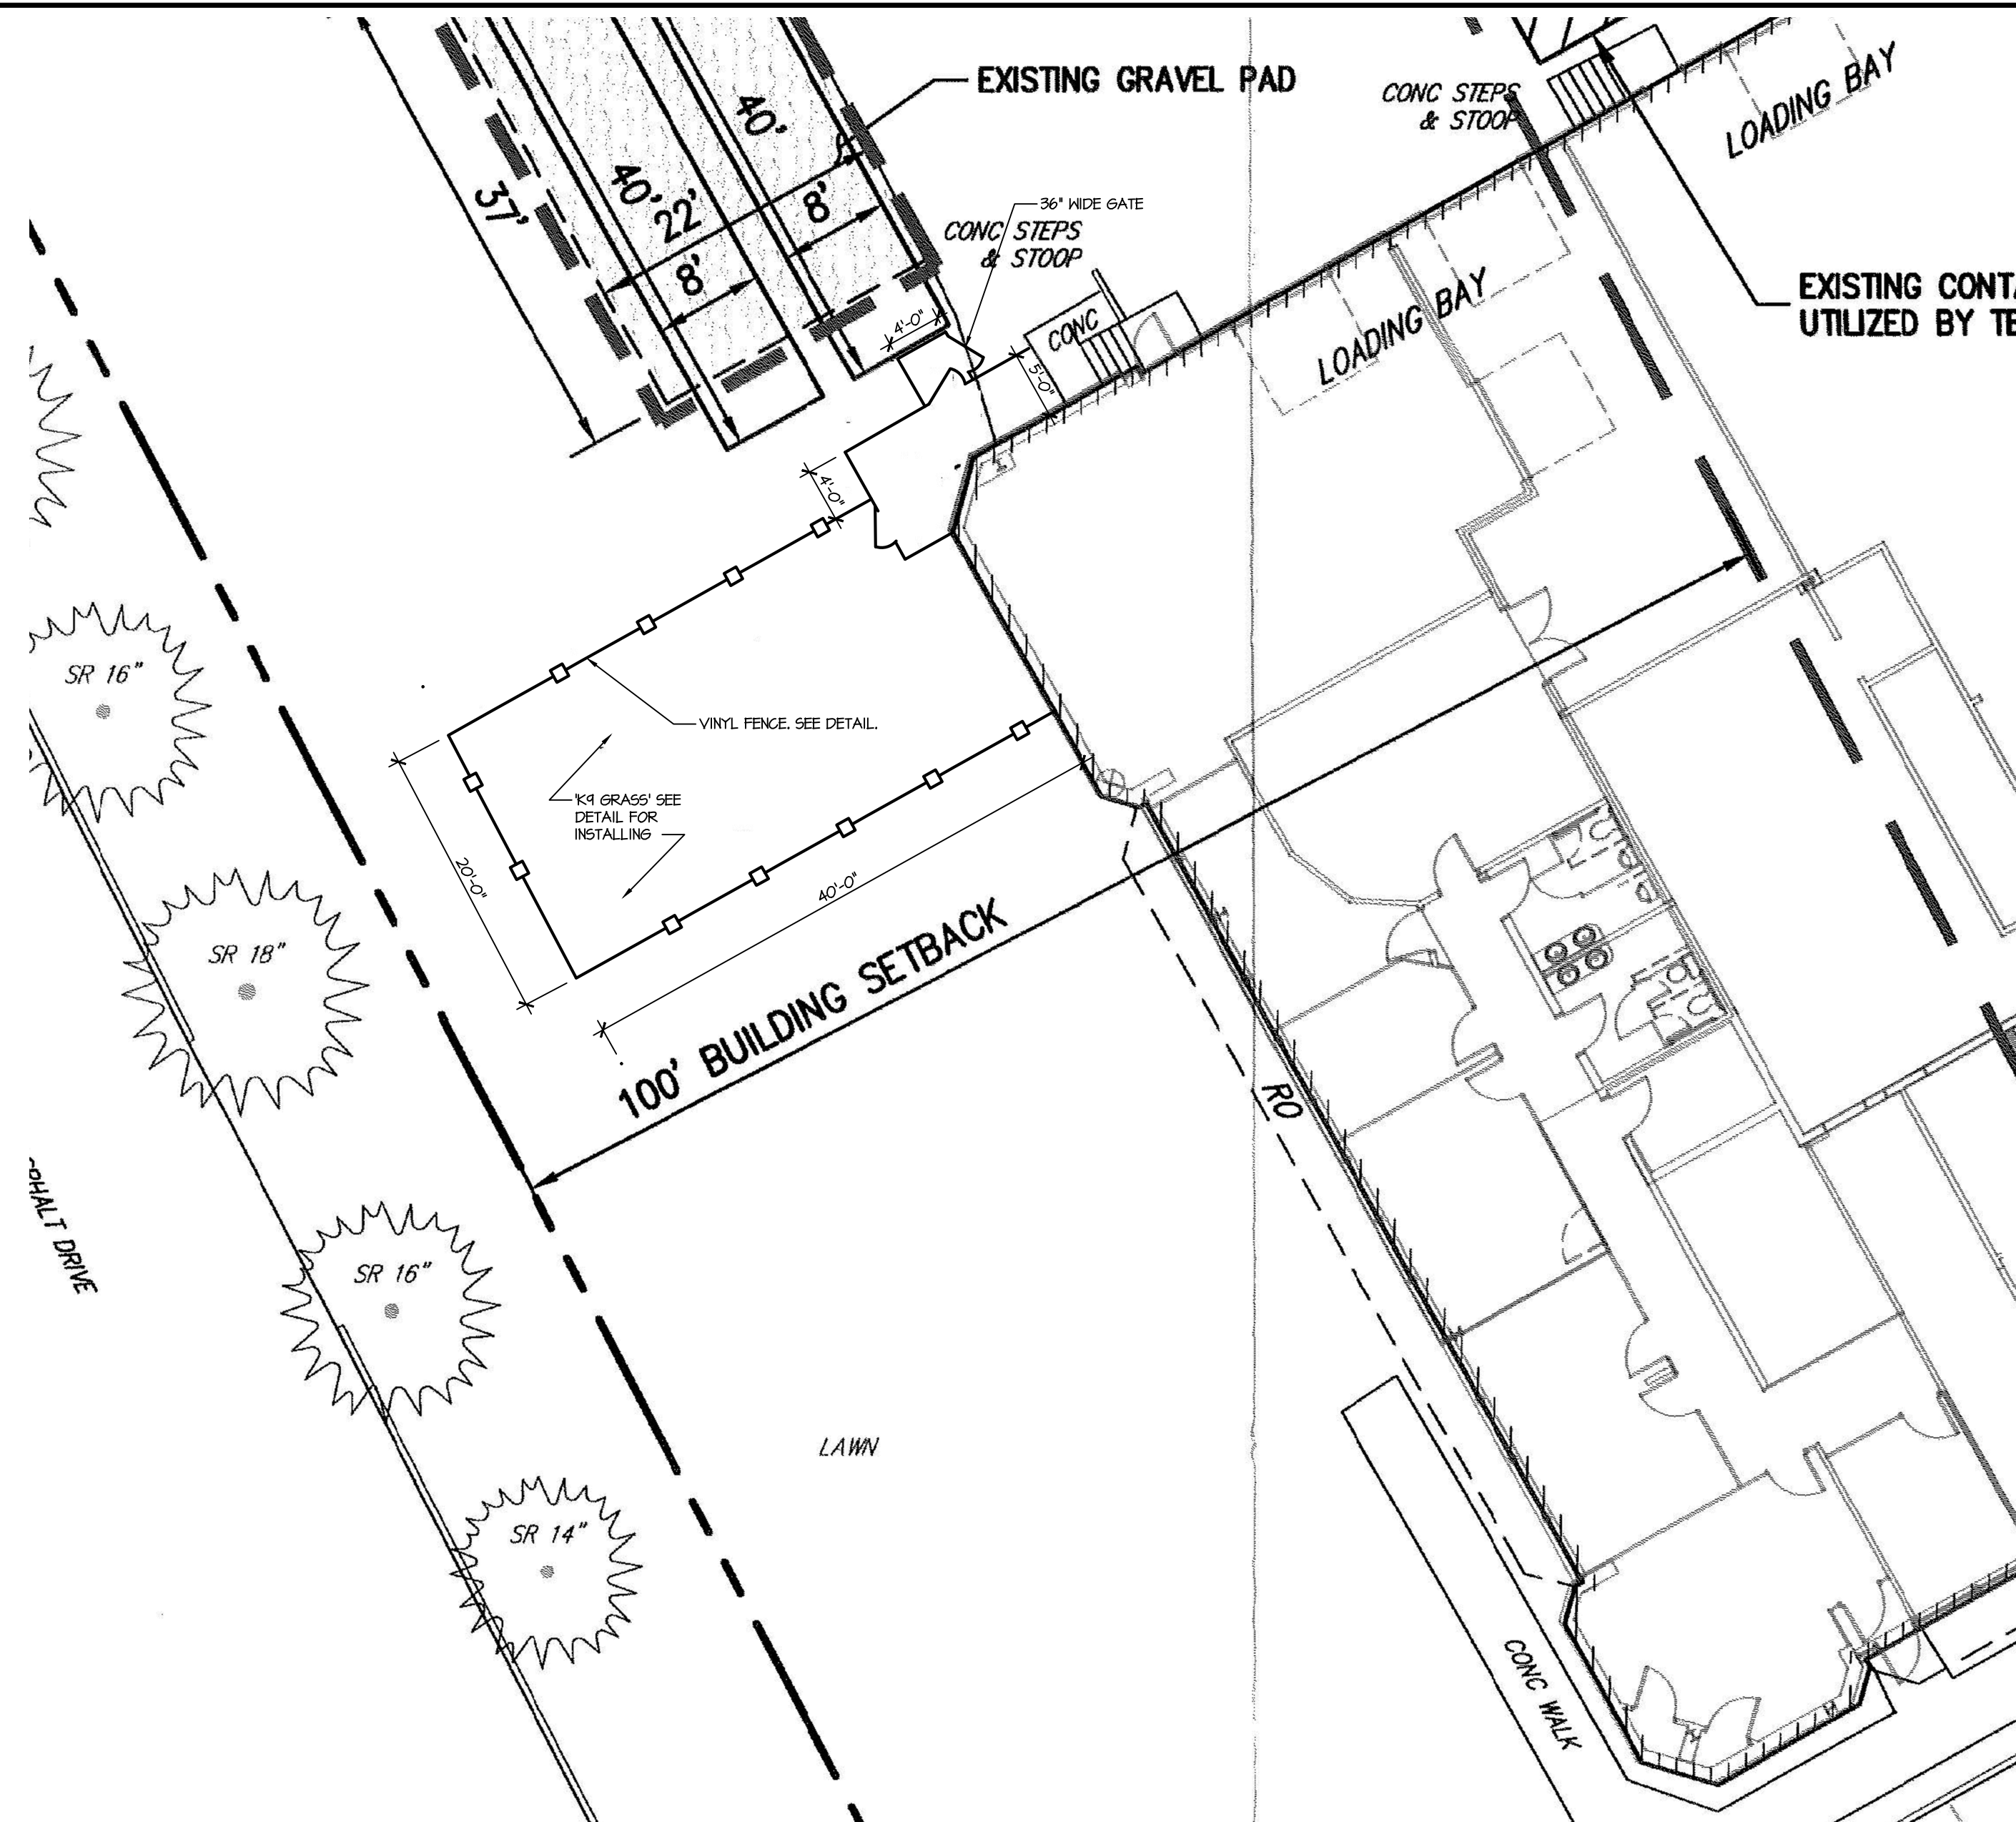 EXISTING GRAVEL PAD
CONC STEPS
& STOOP
LOADING BAY
40'
40'
37'
22'
8'
8'
36" WIDE GATE
CONC STEPS
& STOOP
CONC
LOADING BAY
EXISTING
UTILIZED BY
4'-0"
5'-0"
4'-0"
SR 16"
VINYL FENCE. SEE DETAIL.
'K9 GRASS' SEE
DETAIL FOR
INSTALLING
20'-0"
40'-0"
SR 18"
100' BUILDING SETBACK
RO
DRIVE
SR 16"
LAWN
SR 14"
CONC WALK